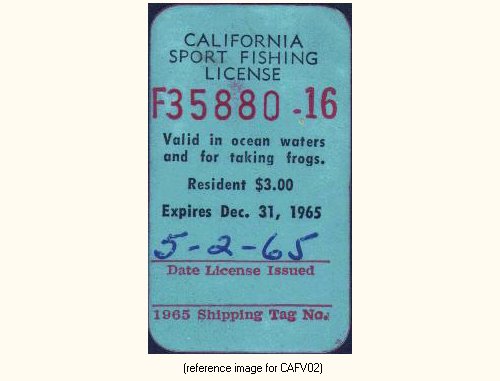 CALIFORNIA
SPORT FISHING
LICENSE
F35880 -16
Valid in ocean waters
and for taking frogs.
Resident $3.00
Expires Dec. 31, 1965
5-2-65
Date License Issued
1965 Shipping Tag No.
(reference image for CAFV02)